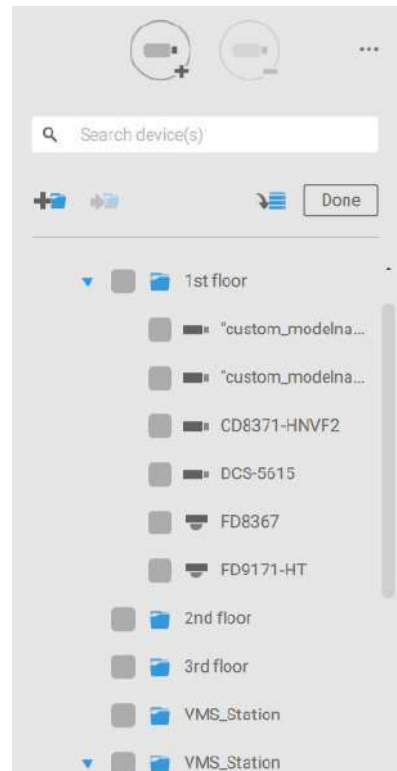 Search device(s)
Done
1st floor
"custom_modelna...
"custom_modelna...
CD8371-HNVF2
DCS-5615
FD8367
FD9171-HT
2nd floor
3rd floor
VMS_Station
VMS_Station